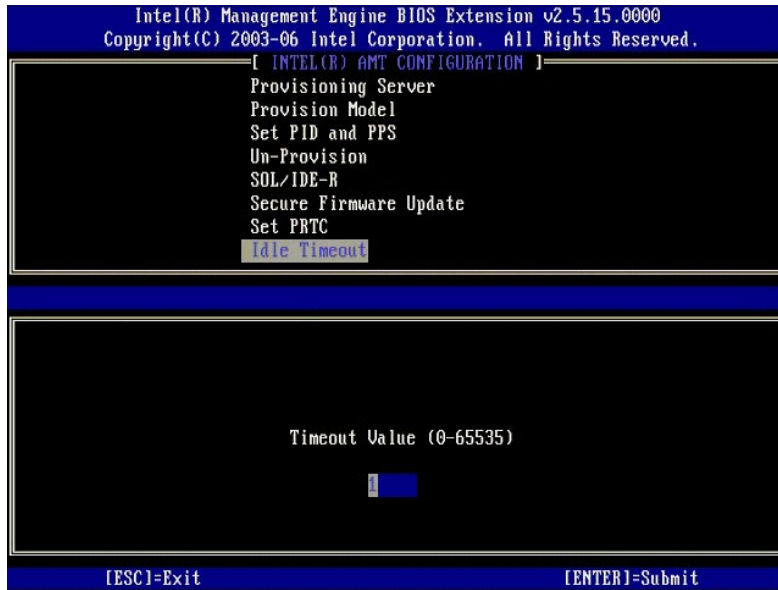 Intel(R) Management Engine BIOS Extension v2.5.15.0000
Copyright(C) 2003-06 Intel Corporation. All Rights Reserved.
[ INTEL(R) AMT CONFIGURATION ]
Provisioning Server
Provision Model
Set PID and PPS
Un-Provision
SOL/IDE-R
Secure Firmware Update
Set PRTC
Idle Timeout
Timeout Value (0-65535)
1
[ESC]=Exit [ENTER]=Submit